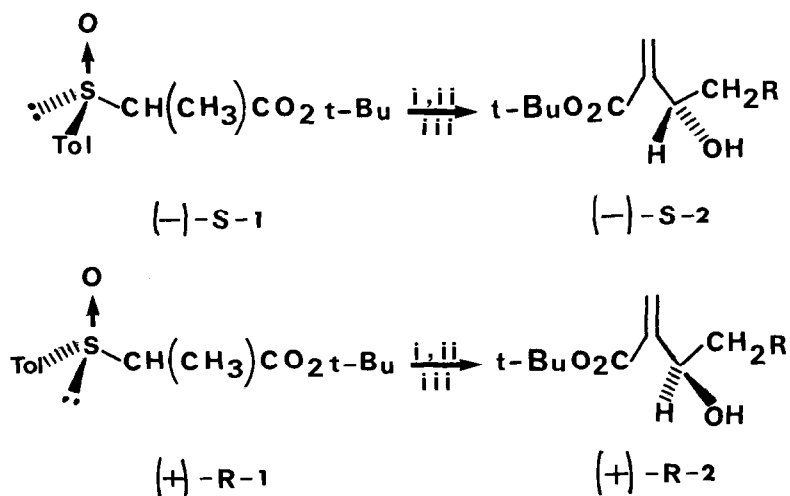 O
S CH(CH3)CO2 t-Bu
Tol
i, ii
iii
t-BuO2C CH2R
H OH
(−)-S-1
(−)-S-2
O
Tol S CH(CH3)CO2 t-Bu
i, ii
iii
t-BuO2C CH2R
H OH
(+)-R-1
(+)-R-2